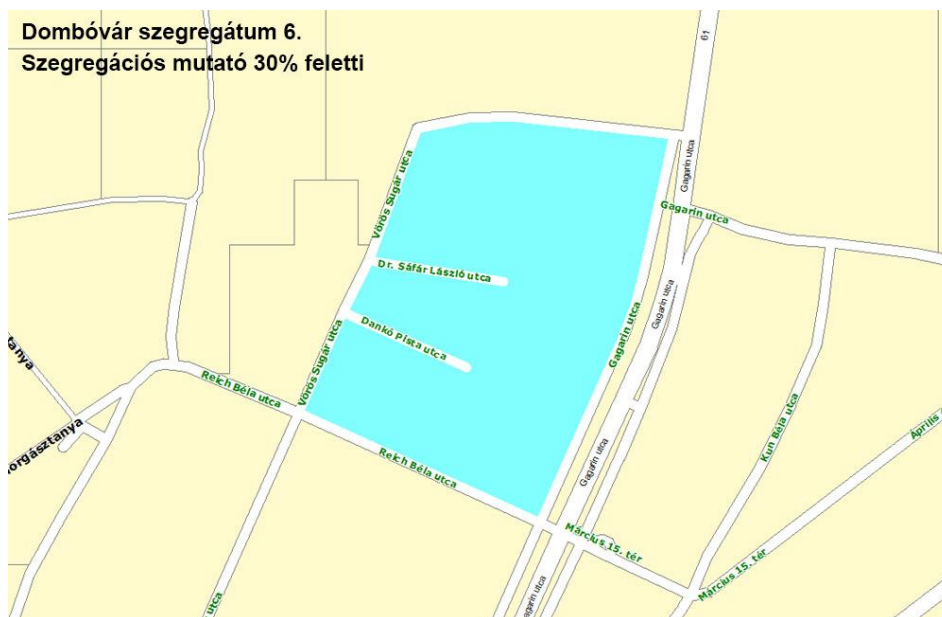 Dombóvár szegregátum 6.
Szegregációs mutató 30% feletti
61
Gagarin utca
Gagarin utca
Vörös Sugár utca
Dr. Sáfár László utca
Gagarin utca
Dankó Pista utca
Gagarin utca
Vörös Sugár utca
Reich Béla utca
Kun Béla utca
Április
Reich Béla utca
Gagarin utca
Március 15. tér
Március 15. tér
Gagarin utca
utca